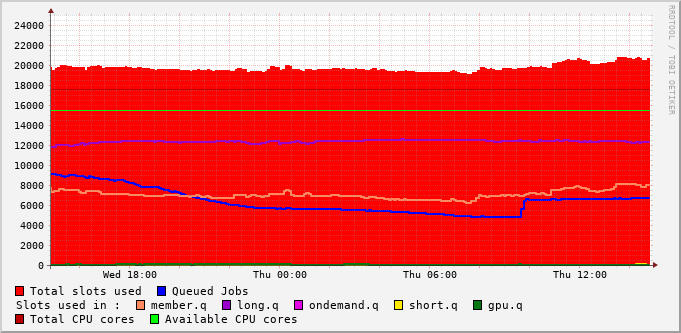 RRDTOOL / TOBI OETIKER
24000
22000
20000
18000
16000
14000
12000
10000
8000
6000
4000
2000
0
Wed 18:00 Thu 00:00 Thu 06:00 Thu 12:00
Total slots used Queued Jobs
Slots used in : member.q long.q ondemand.q short.q gpu.q
Total CPU cores Available CPU cores